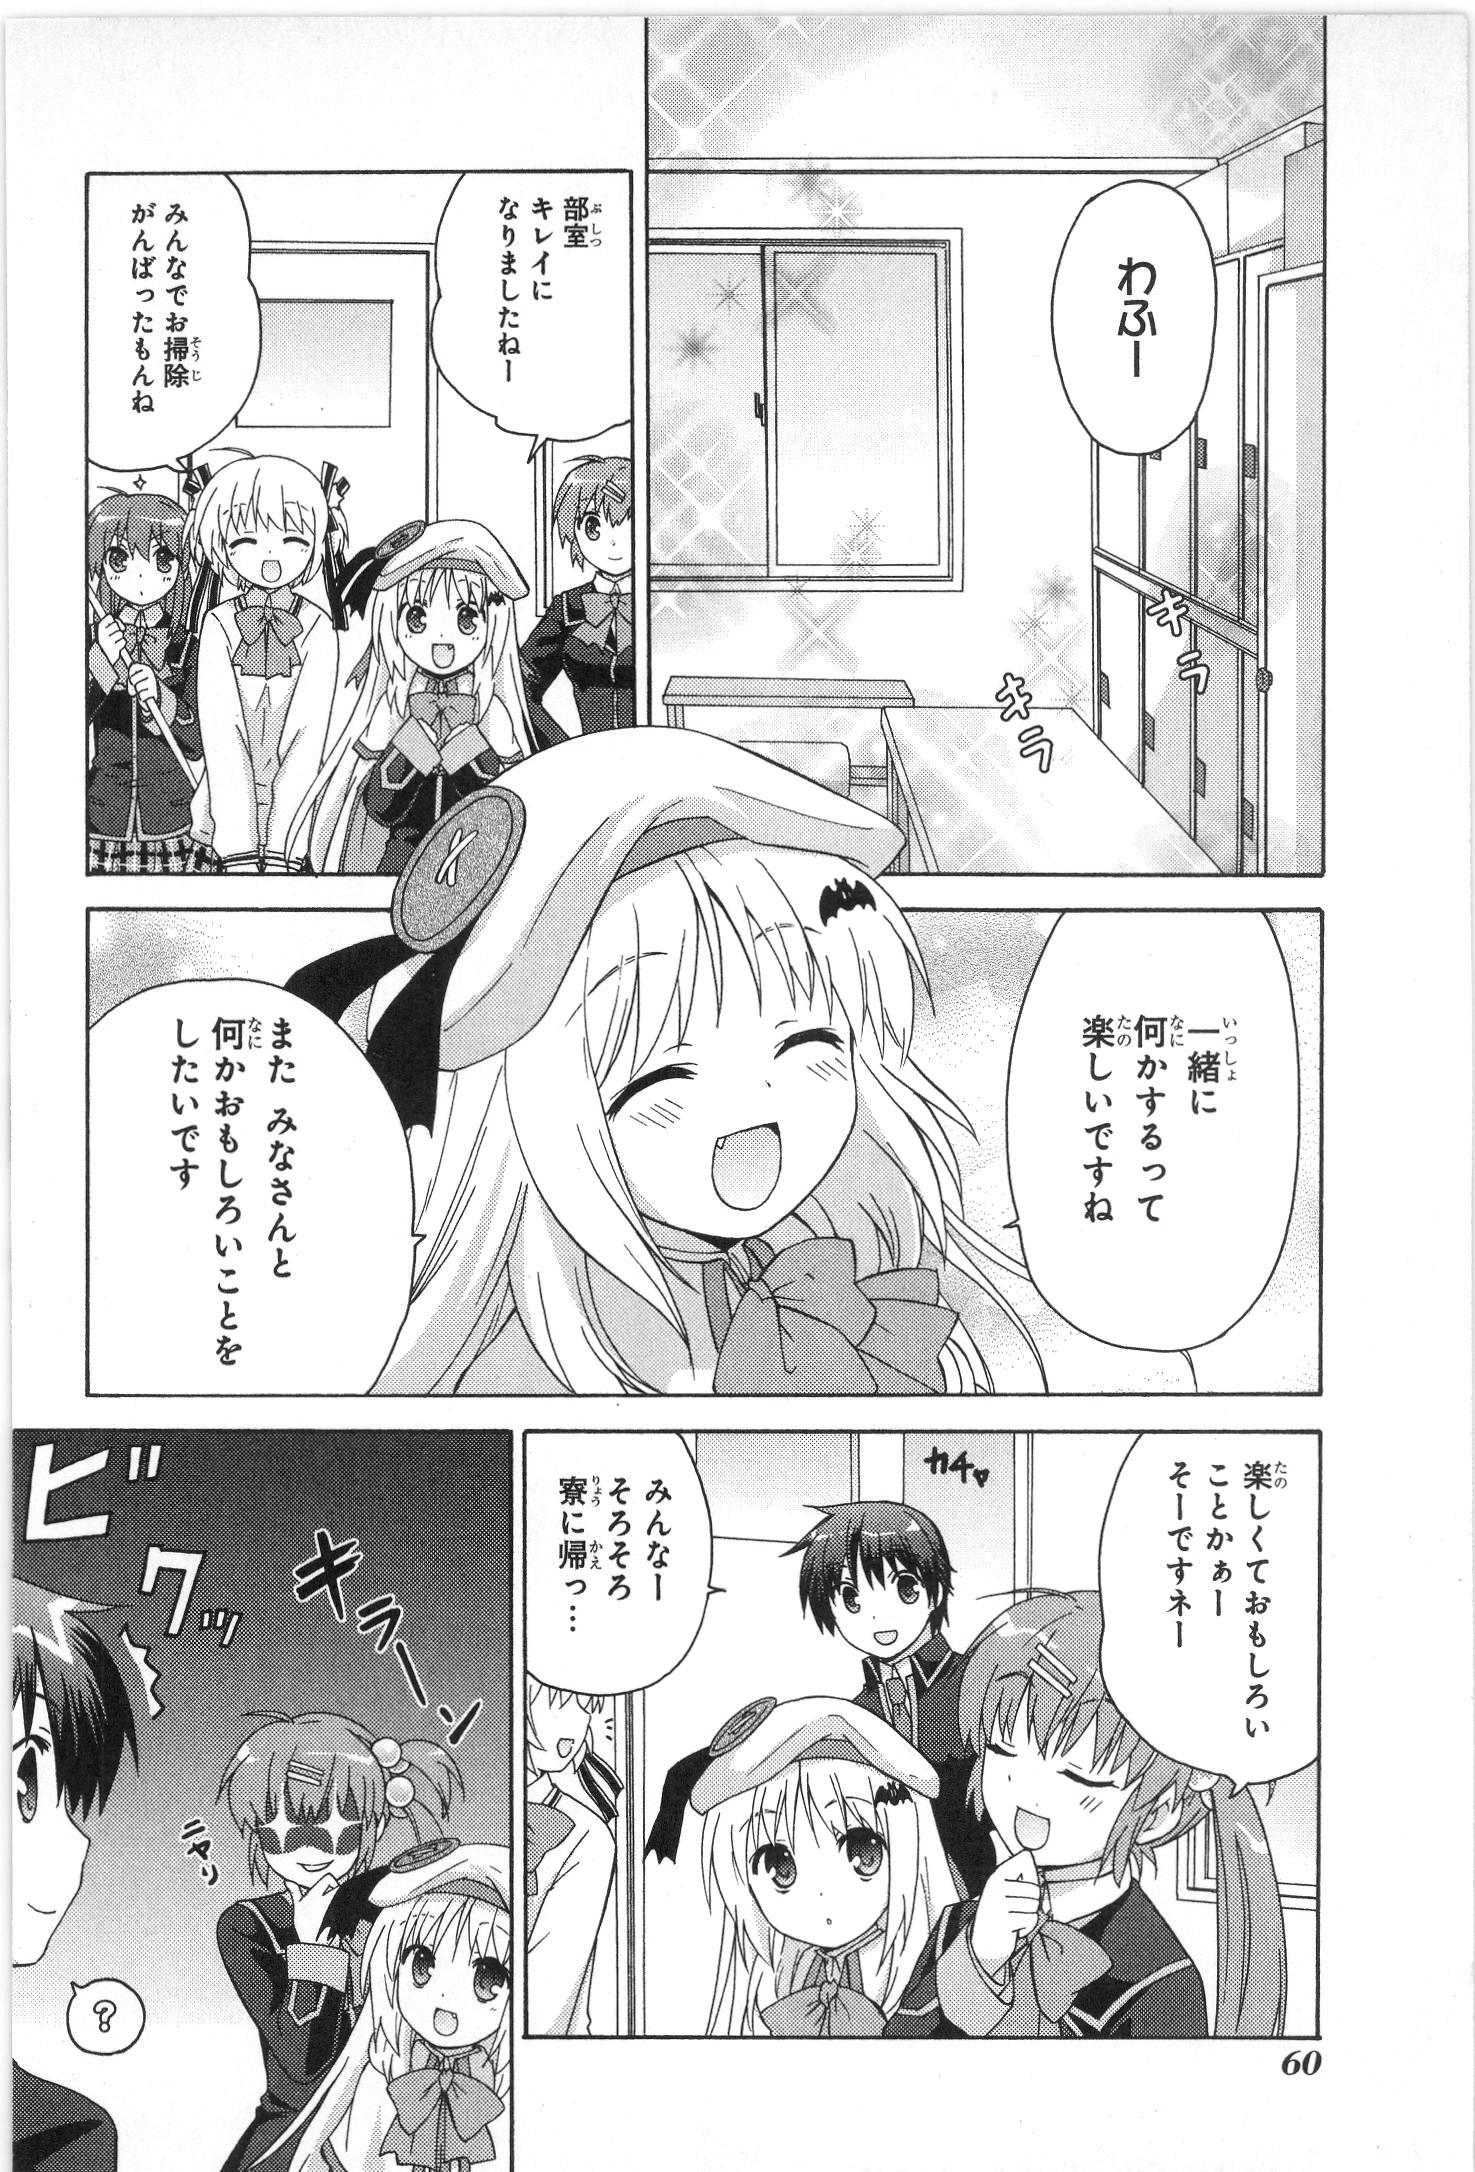 わふー
キラ
キラ
部室
キレイに
なりましたねー
みんなでお掃除
がんばったもんね
一緒に
何かするって
楽しいですね
また みなさんと
何かおもしろいことを
したいです
楽しくておもしろい
ことかぁー
そーですネー
カチャ
みんなー
そろそろ
寮に帰っ…
ビクッ
キラーン
ニヤリ
?
60